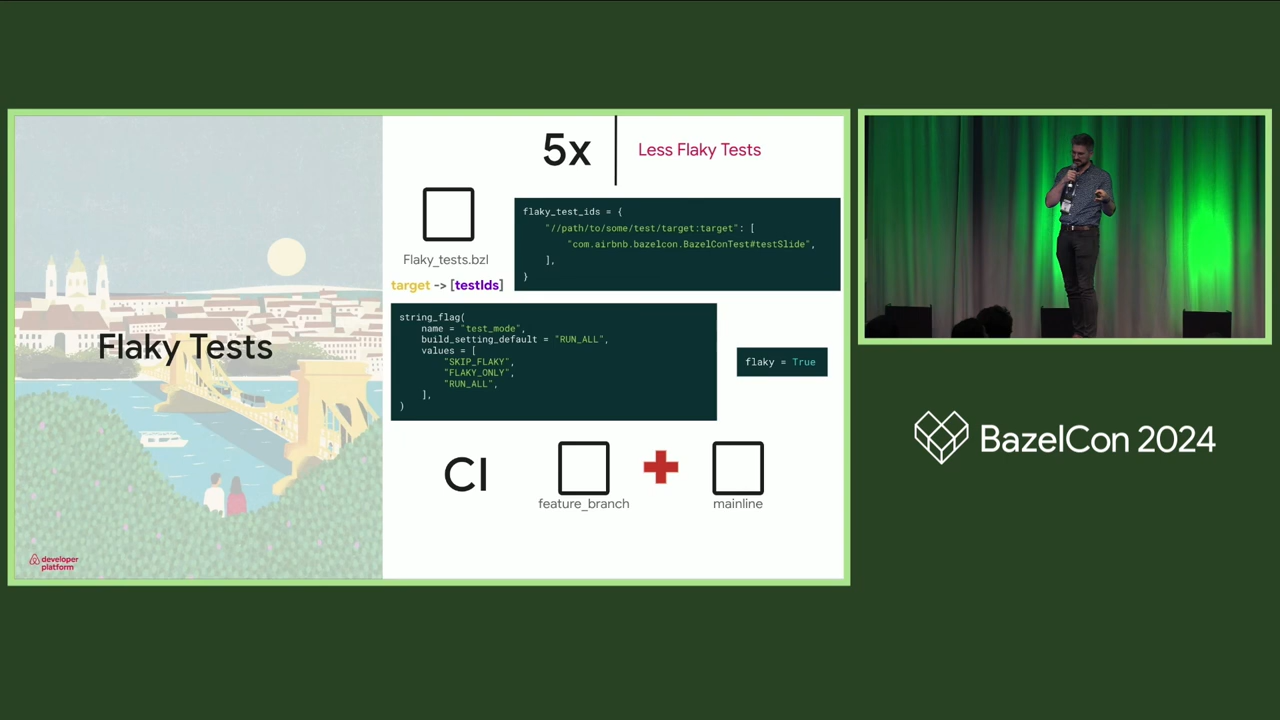 Flaky Tests
developer
platform
5x
Less Flaky Tests
Flaky_tests.bzl
target -> [testIds]
flaky_test_ids = {
    "//path/to/some/test/target:target": [
        "com.airbnb.bazelcon.BazelConTest#testSlide",
    ],
}
string_flag(
    name = "test_mode",
    build_setting_default = "RUN_ALL",
    values = [
        "SKIP_FLAKY",
        "FLAKY_ONLY",
        "RUN_ALL",
    ],
)
flaky = True
CI
feature_branch
mainline
BazelCon 2024